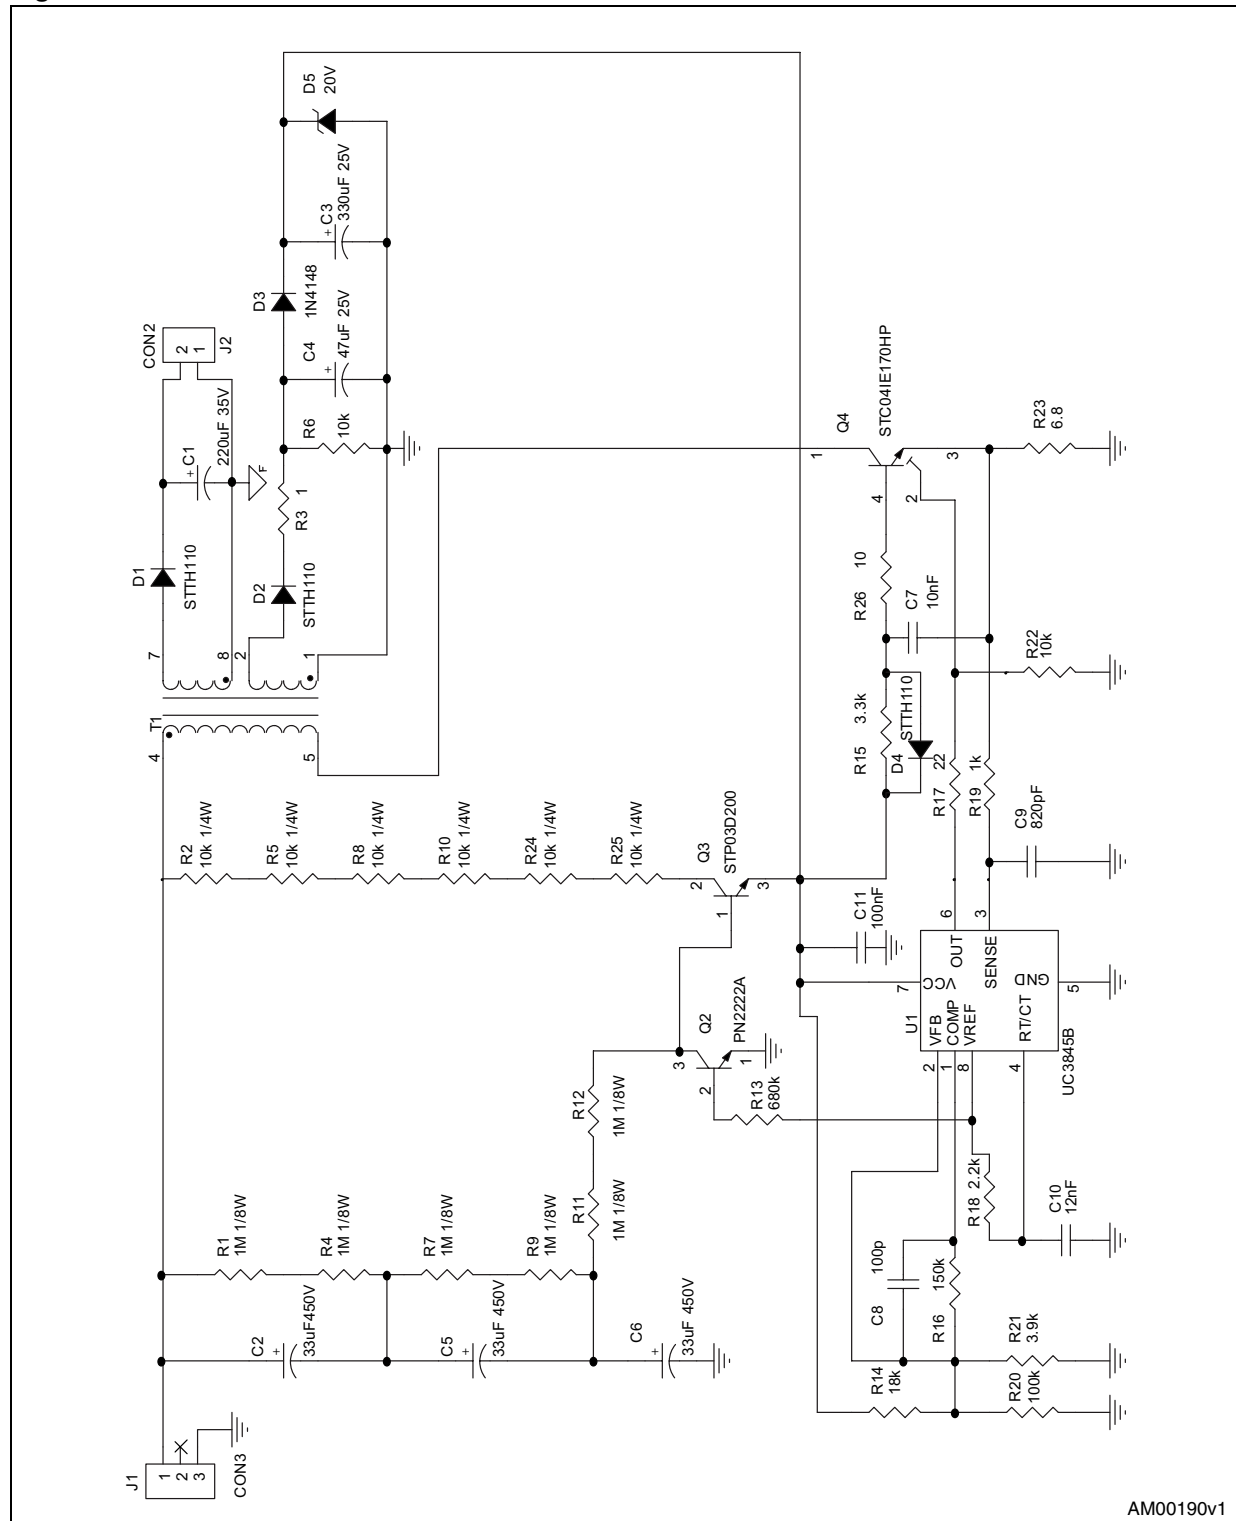 D5
20V
330uF 25V
C3
+
D3
1N4148
CON2
2
1
J2
C4
47uF 25V
+
C1
220uF 35V
+
R6
10k
F
R3
1
D1
STTH110
D2
STTH110
7
8
2
1
T1
4
5
Q4
STC04IE170HP
1
4
2
3
R23
6.8
R26
10
C7
10nF
R22
10k
R15
3.3k
D4
STTH110
R17
22
R19
1k
C9
820pF
R2
10k 1/4W
R5
10k 1/4W
R8
10k 1/4W
R10
10k 1/4W
R24
10k 1/4W
R25
10k 1/4W
Q3
STP03D200
2
1
3
C11
100nF
Q2
PN2222A
3
2
1
R13
680k
U1
UC3845B
7
VCC
6
OUT
3
SENSE
GND
5
VFB
2
COMP
1
VREF
8
RT/CT
4
R12
1M 1/8W
R11
1M 1/8W
R1
1M 1/8W
R4
1M 1/8W
R7
1M 1/8W
R9
1M 1/8W
C2
33uF450V
+
C5
33uF 450V
+
C6
33uF 450V
+
R18
2.2k
C10
12nF
C8
100p
R16
150k
R21
3.9k
R14
18k
R20
100k
J1
1
2
3
CON3
AM00190v1